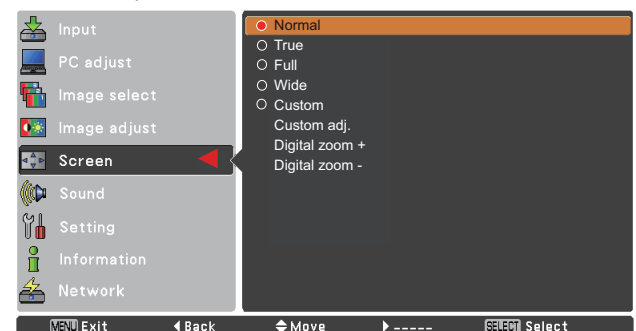 Input
PC adjust
Image select
Image adjust
Screen
Sound
Setting
Information
Network
Normal
True
Full
Wide
Custom
Custom adj.
Digital zoom +
Digital zoom -
MENU Exit ◀Back ⬍Move ▶----- SELECT Select